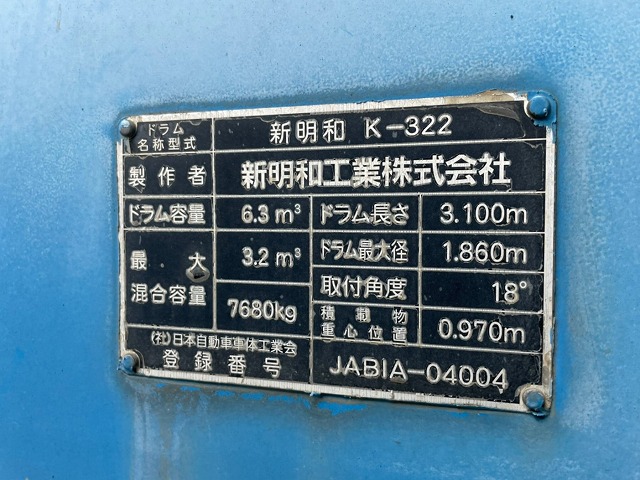 ドラム
名称型式
新明和 K-322
製作者
新明和工業株式会社
ドラム容量 6.3 m³ ドラム長さ 3.100m
最大
混合容量
3.2 m³ ドラム最大径 1.860m
7680kg
取付角度 18°
積載物
重心位置
0.970m
(社)日本自動車車体工業会
登録番号
JABIA-04004